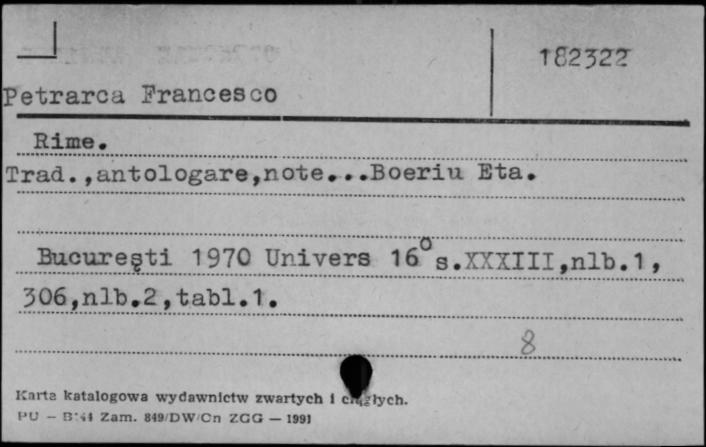 182322
Petrarca Francesco
Rime.
Trad.,antologare,note...Boeriu Eta.
Bucureşti 1970 Univers 16° s.XXXIII,nlb.1,
306,nlb.2,tabl.1.
8
Karta katalogowa wydawnictw zwartych i ciągłych.
PU — Zam. 849/DW/Cn ZGG — 1991